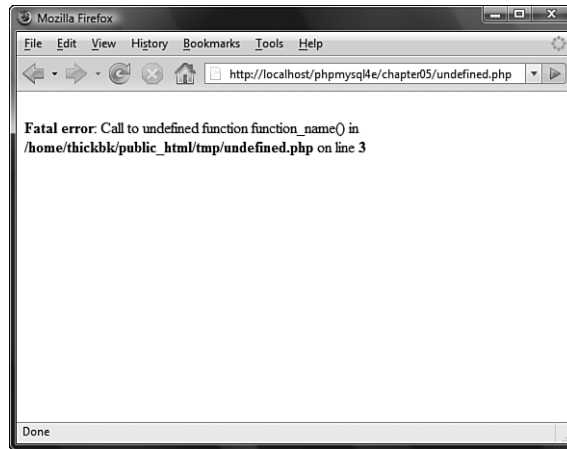 Mozilla Firefox
File Edit View History Bookmarks Tools Help
http://localhost/phpmysql4e/chapter05/undefined.php
Fatal error: Call to undefined function function_name() in
/home/thickbk/public_html/tmp/undefined.php on line 3
Done